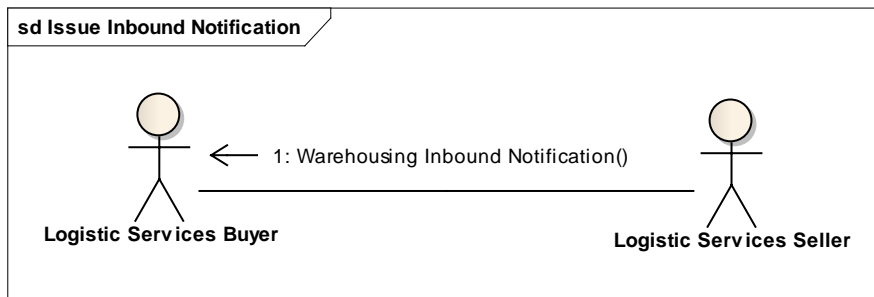 sd Issue Inbound Notification
1: Warehousing Inbound Notification()
Logistic Services Buyer
Logistic Services Seller